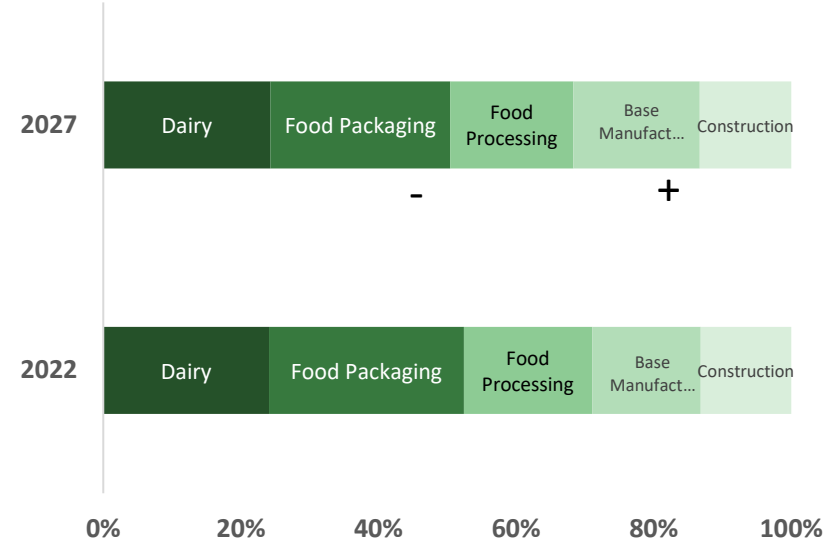 2027
Dairy
Food Packaging
Food
Processing
Base
Manufact...
Construction
-
+
2022
Dairy
Food Packaging
Food
Processing
Base
Manufact...
Construction
0%
20%
40%
60%
80%
100%